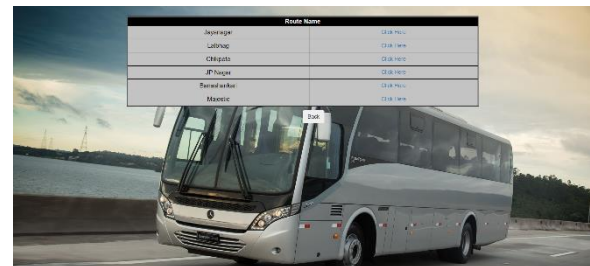 Route Name
Jayanagar Click Here
Lalbhag Click Here
Click Here
JP Nagar Click Here
Banashankari Click Here
Majestic Click Here
Back